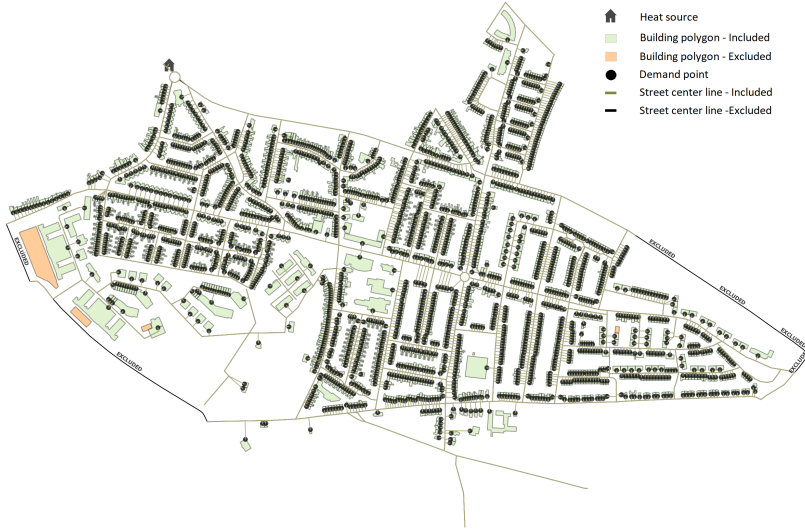 Heat source
Building polygon - Included
Building polygon - Excluded
Demand point
Street center line - Included
Street center line -Excluded
EXCLUDED
EXCLUDED
EXCLUDED
EXCLUDED
EXCLUDED
EXCLUDED